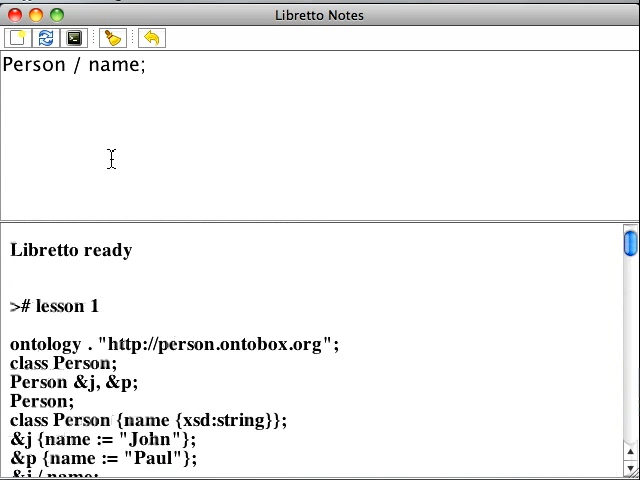 Libretto Notes
Person / name;
Libretto ready
># lesson 1
ontology . "http://person.ontobox.org";
class Person;
Person &j, &p;
Person;
class Person {name {xsd:string}};
&j {name := "John"};
&p {name := "Paul"};
&j / name;